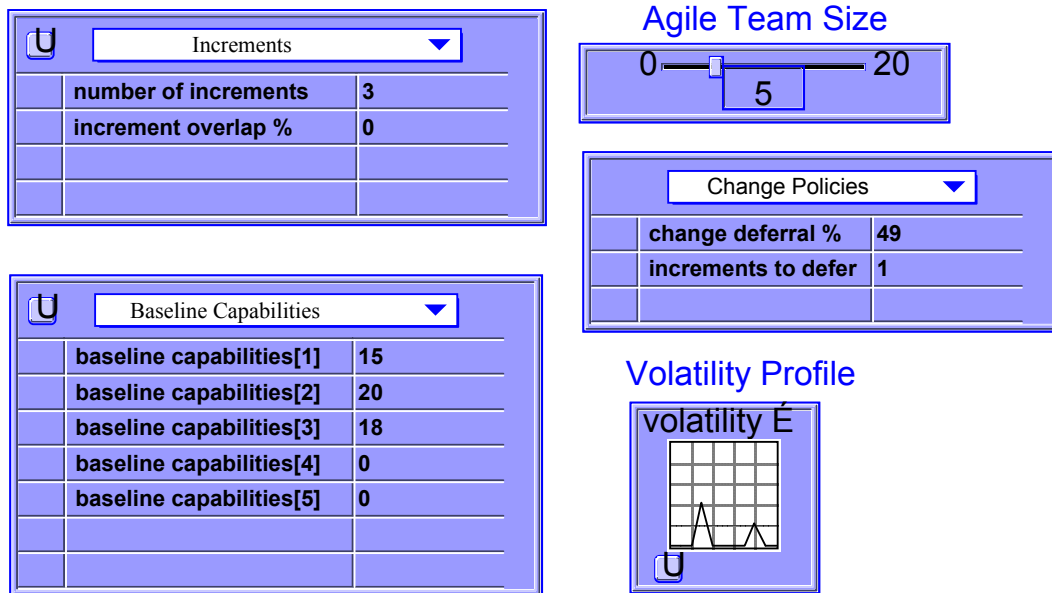 U
Increments
number of increments 3
increment overlap % 0
Agile Team Size
0 20
5
Change Policies
change deferral % 49
increments to defer 1
U
Baseline Capabilities
baseline capabilities[1] 15
baseline capabilities[2] 20
baseline capabilities[3] 18
baseline capabilities[4] 0
baseline capabilities[5] 0
Volatility Profile
volatility É
U